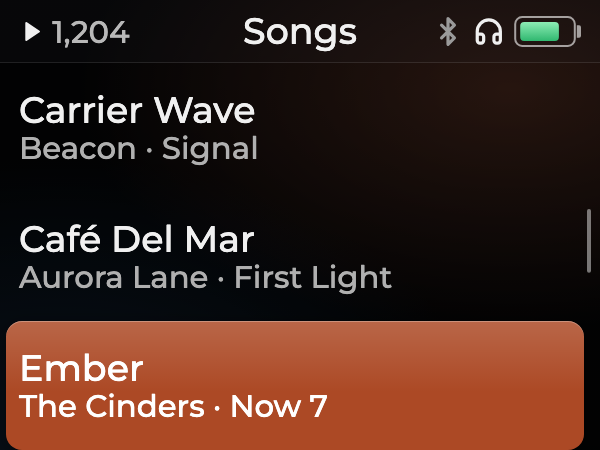 1,204
Songs
Carrier Wave
Beacon · Signal
Café Del Mar
Aurora Lane · First Light
Ember
The Cinders · Now 7